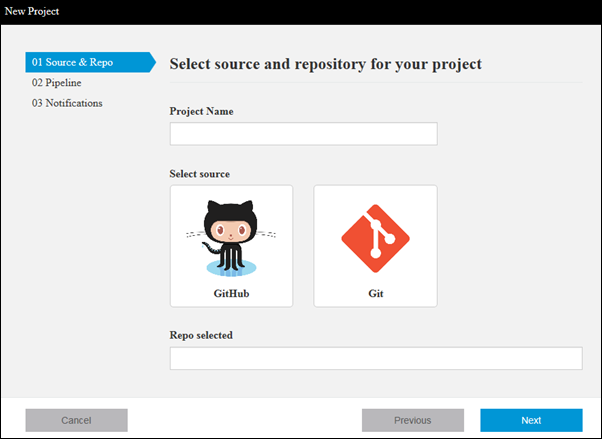 New Project
01 Source & Repo
02 Pipeline
03 Notifications
Select source and repository for your project
Project Name
Select source
GitHub
Git
Repo selected
Cancel
Previous
Next